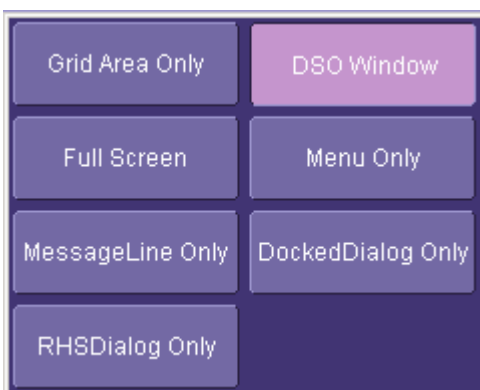 Grid Area Only
DSO Window
Full Screen
Menu Only
MessageLine Only
DockedDialog Only
RHSDialog Only